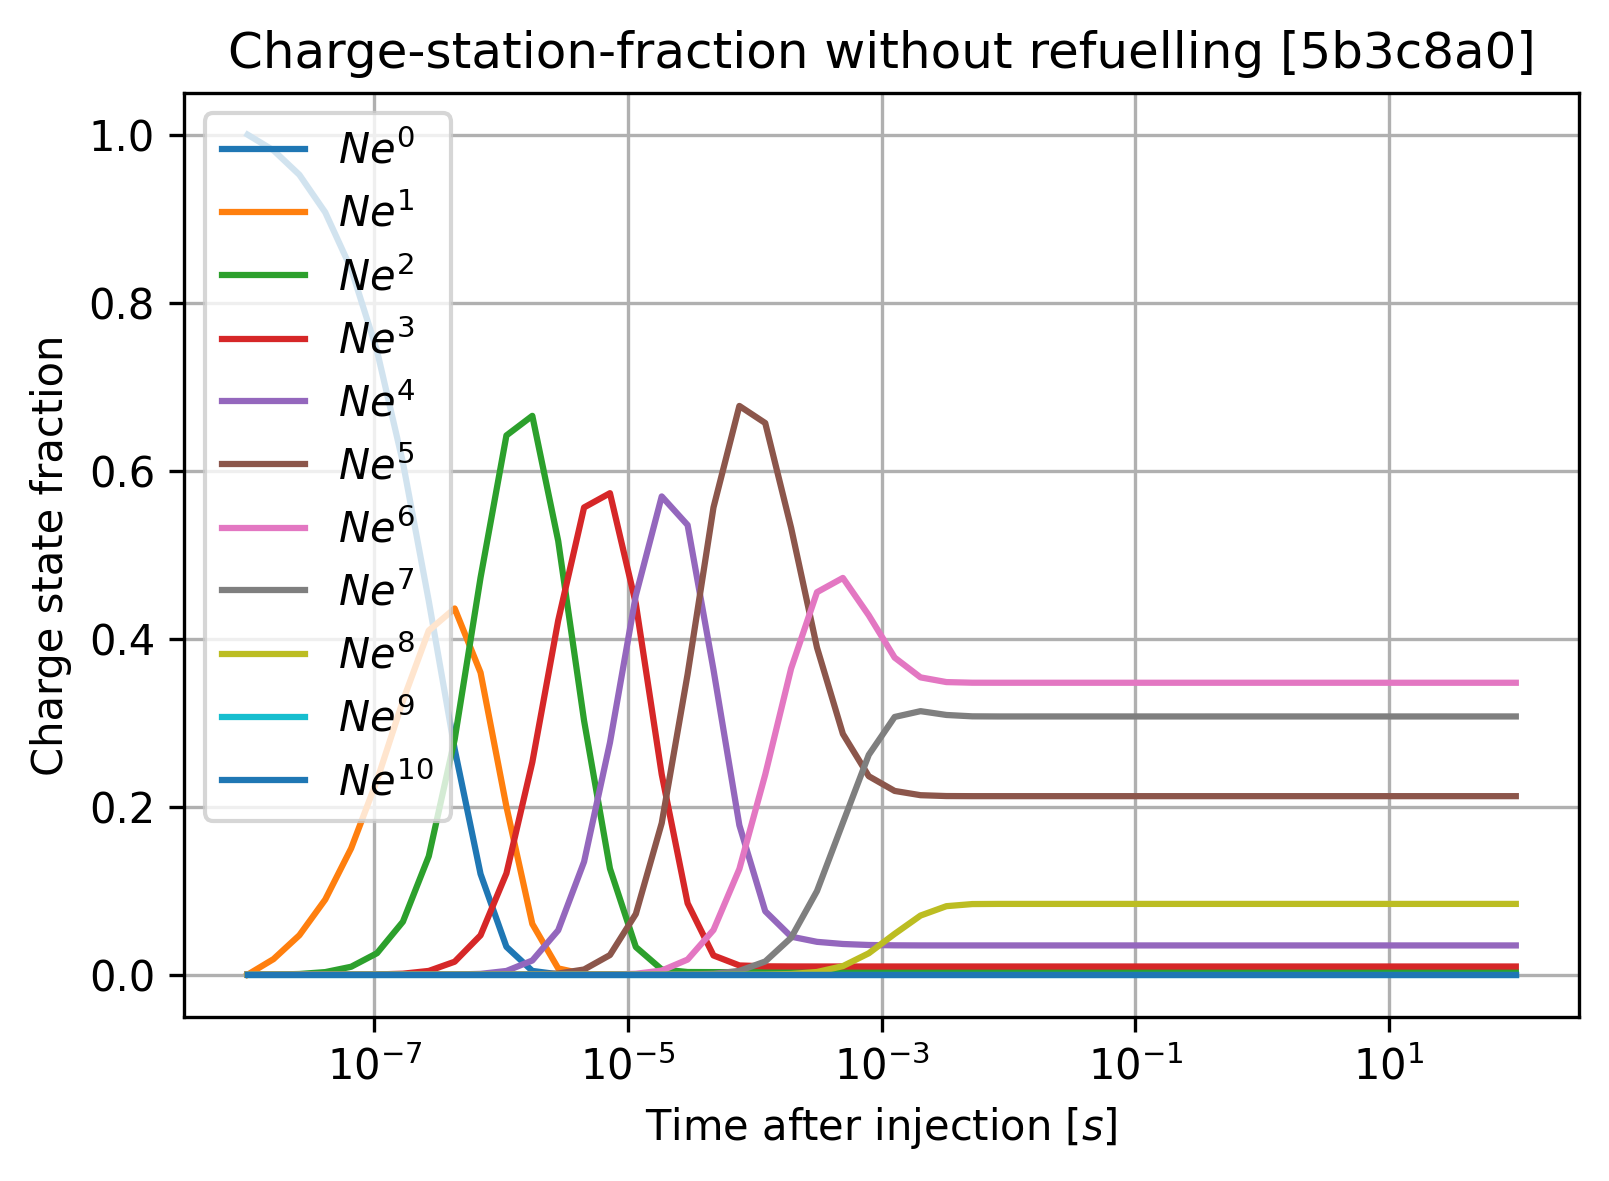 Charge-station-fraction without refuelling [5b3c8a0]
Charge state fraction
1.0
0.8
0.6
0.4
0.2
0.0
Ne⁰
Ne¹
Ne²
Ne³
Ne⁴
Ne⁵
Ne⁶
Ne⁷
Ne⁸
Ne⁹
Ne¹⁰
10⁻⁷
10⁻⁵
10⁻³
10⁻¹
10¹
Time after injection [s]